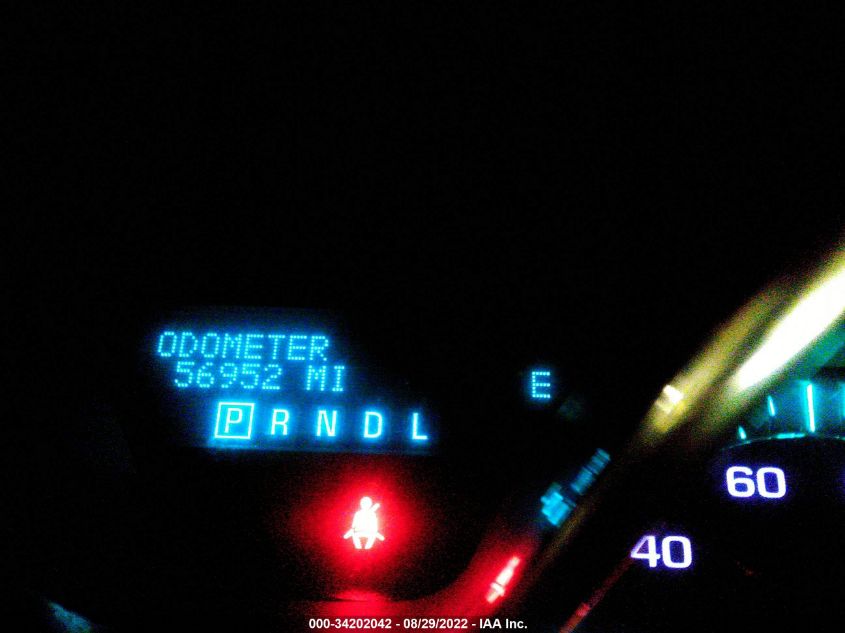 ODOMETER
56952 MI
E
P R N D L
60
40
000-34202042 - 08/29/2022 - IAA Inc.